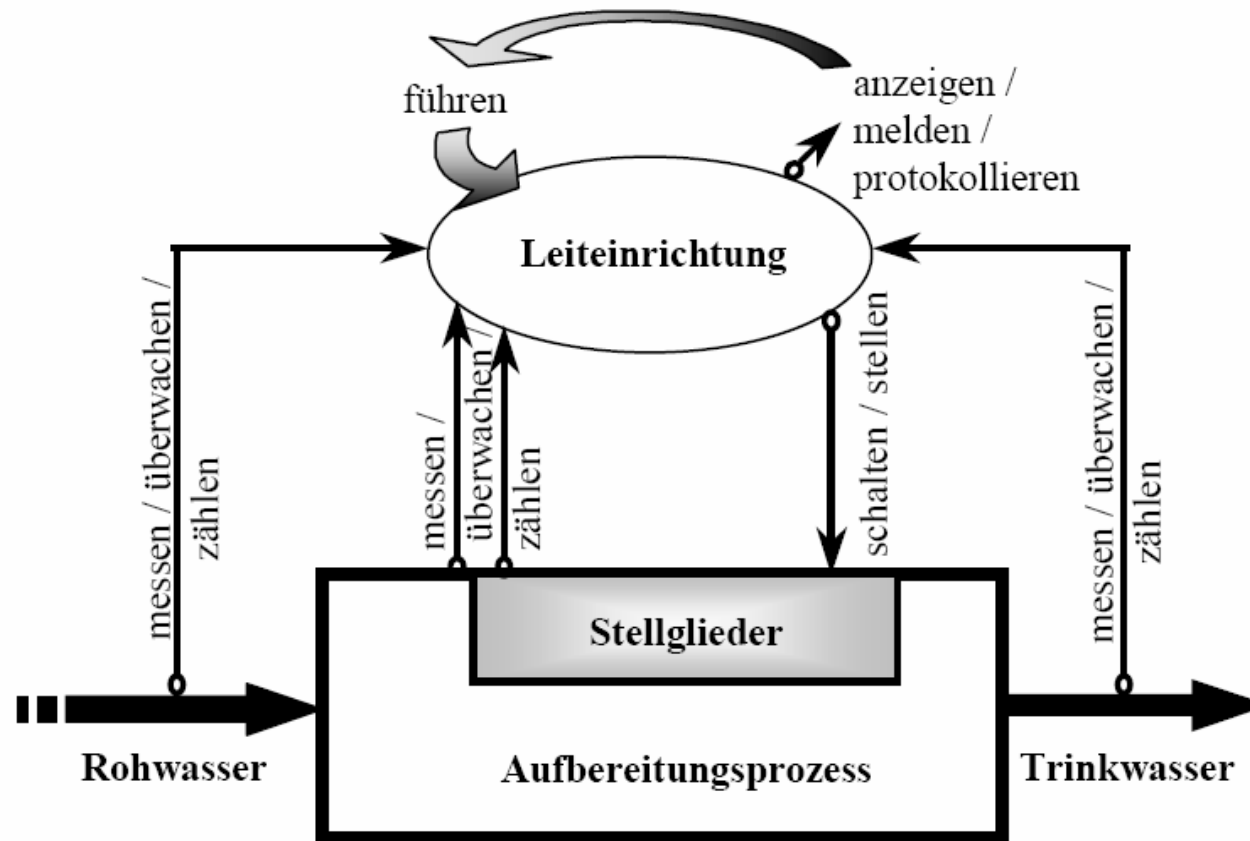 führen
anzeigen /
melden /
protokollieren
Leiteinrichtung
messen / überwachen /
zählen
messen /
überwachen /
zählen
schalten / stellen
messen / überwachen /
zählen
Stellglieder
Rohwasser
Aufbereitungsprozess
Trinkwasser